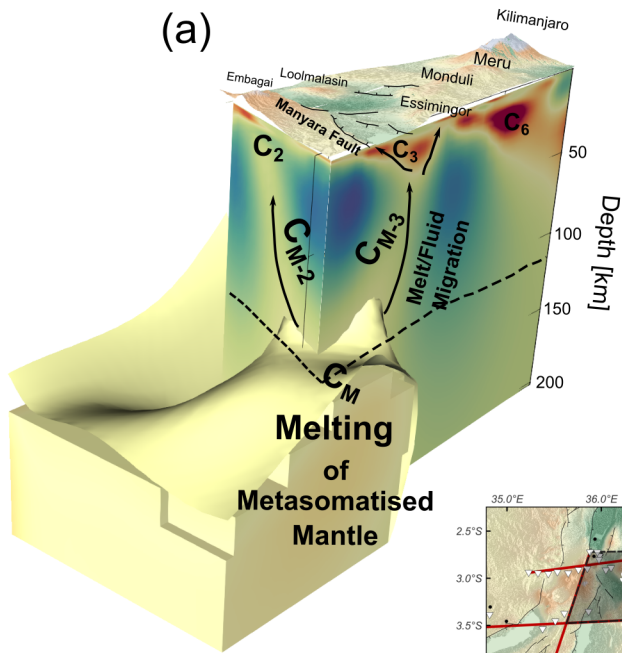 (a)
Kilimanjaro
Meru
Monduli
Loolmalasin
Embagai
Essimingor
Manyara Fault
C2
C3
C6
50
100
150
200
Depth [km]
CM-2
CM-3
Melt/Fluid
Migration
CM
Melting
of
Metasomatised
Mantle
35.0°E 36.0°E
2.5°S
3.0°S
3.5°S